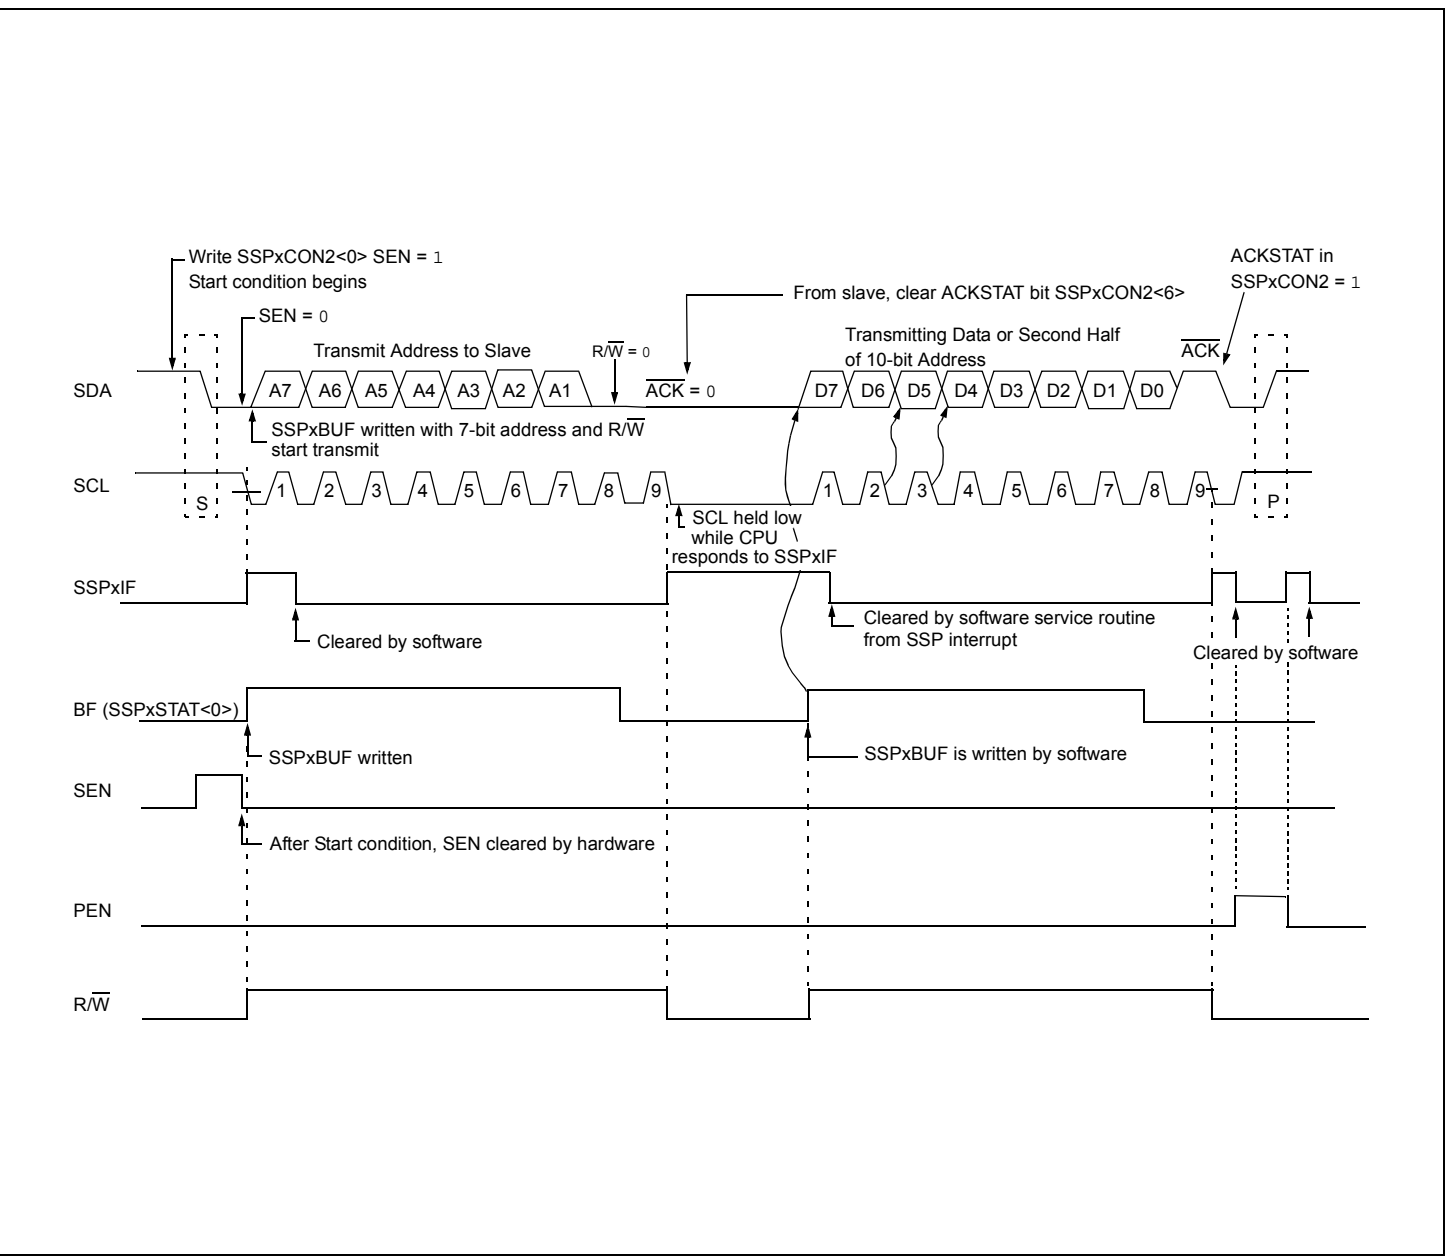 Write SSPxCON2<0> SEN = 1
Start condition begins
ACKSTAT in
SSPxCON2 = 1
From slave, clear ACKSTAT bit SSPxCON2<6>
SEN = 0
Transmit Address to Slave
R/W̅ = 0
Transmitting Data or Second Half
of 10-bit Address
A̅C̅K̅
SDA
A7 A6 A5 A4 A3 A2 A1
A̅C̅K̅ = 0
D7 D6 D5 D4 D3 D2 D1 D0
SSPxBUF written with 7-bit address and R/W̅
start transmit
SCL
S
1 2 3 4 5 6 7 8 9
1 2 3 4 5 6 7 8 9
P
SCL held low
while CPU
responds to SSPxIF
SSPxIF
Cleared by software
Cleared by software service routine
from SSP interrupt
Cleared by software
BF (SSPxSTAT<0>)
SSPxBUF written
SSPxBUF is written by software
SEN
After Start condition, SEN cleared by hardware
PEN
R/W̅